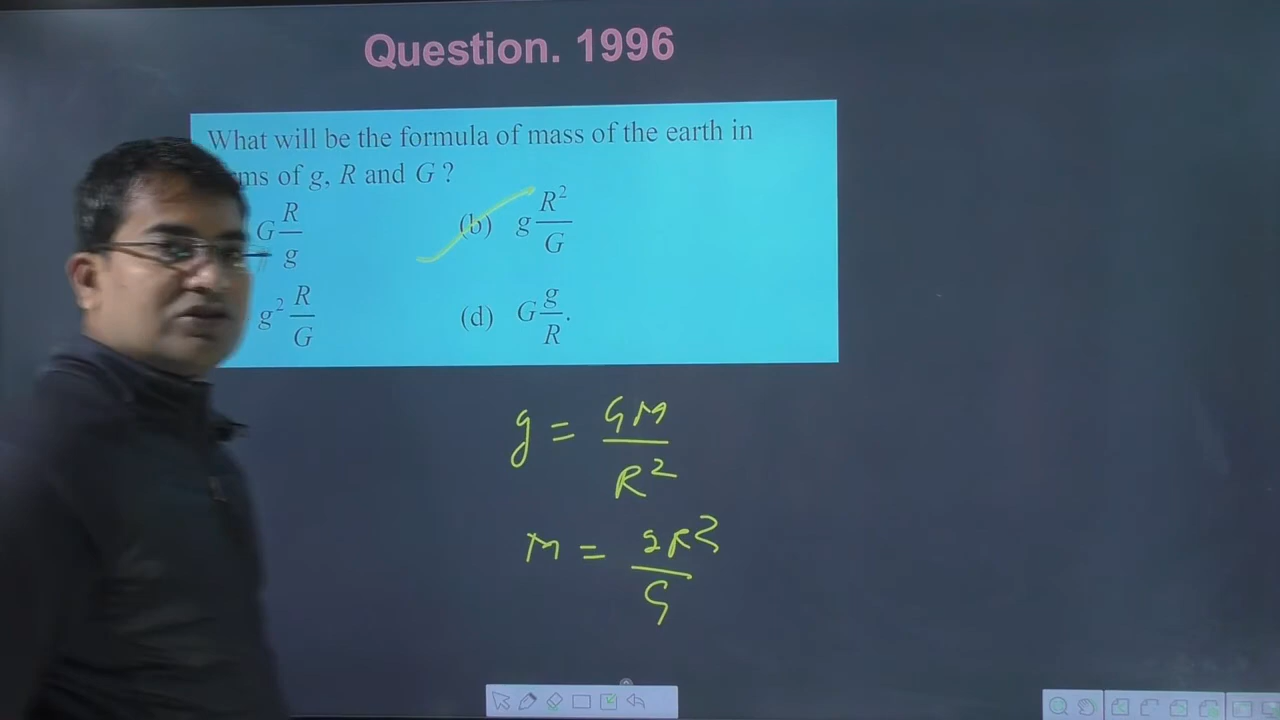 Question. 1996
What will be the formula of mass of the earth in
ms of g, R and G ?
G R/g (b) g R²/G
g² R/G (d) G g/R.
g = GM/R²
M = gR²/G